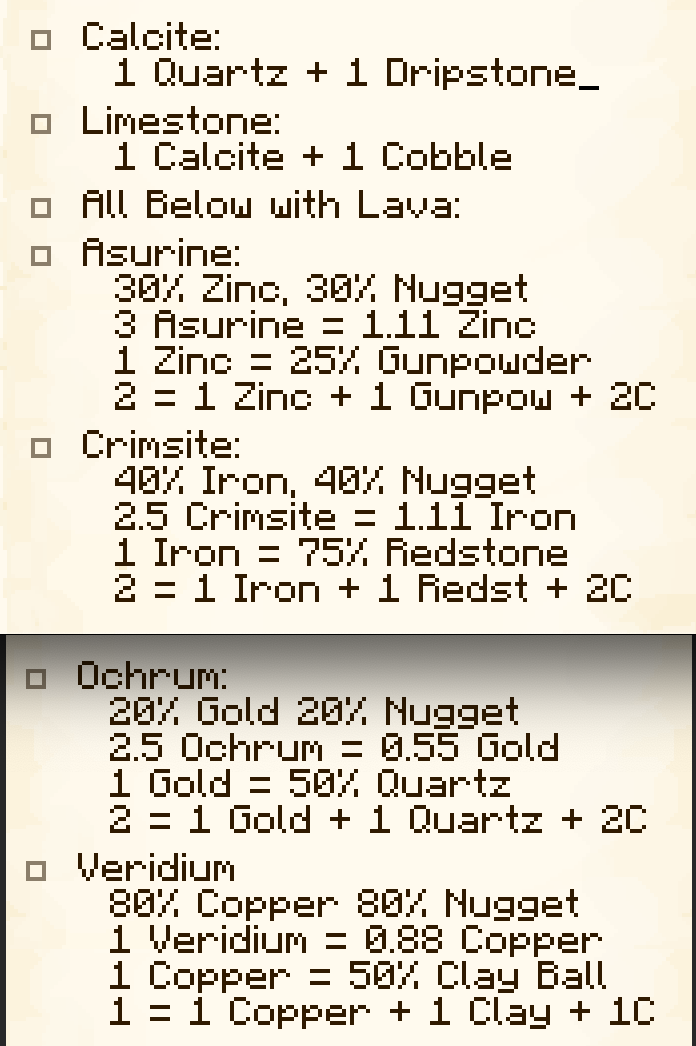 Calcite:
1 Quartz + 1 Dripstone_
Limestone:
1 Calcite + 1 Cobble
All Below with Lava:
Asurine:
30% Zinc, 30% Nugget
3 Asurine = 1.11 Zinc
1 Zinc = 25% Gunpowder
2 = 1 Zinc + 1 Gunpow + 2C
Crimsite:
40% Iron, 40% Nugget
2.5 Crimsite = 1.11 Iron
1 Iron = 75% Redstone
2 = 1 Iron + 1 Redst + 2C
Ochrum:
20% Gold 20% Nugget
2.5 Ochrum = 0.55 Gold
1 Gold = 50% Quartz
2 = 1 Gold + 1 Quartz + 2C
Veridium
80% Copper 80% Nugget
1 Veridium = 0.88 Copper
1 Copper = 50% Clay Ball
1 = 1 Copper + 1 Clay + 1C